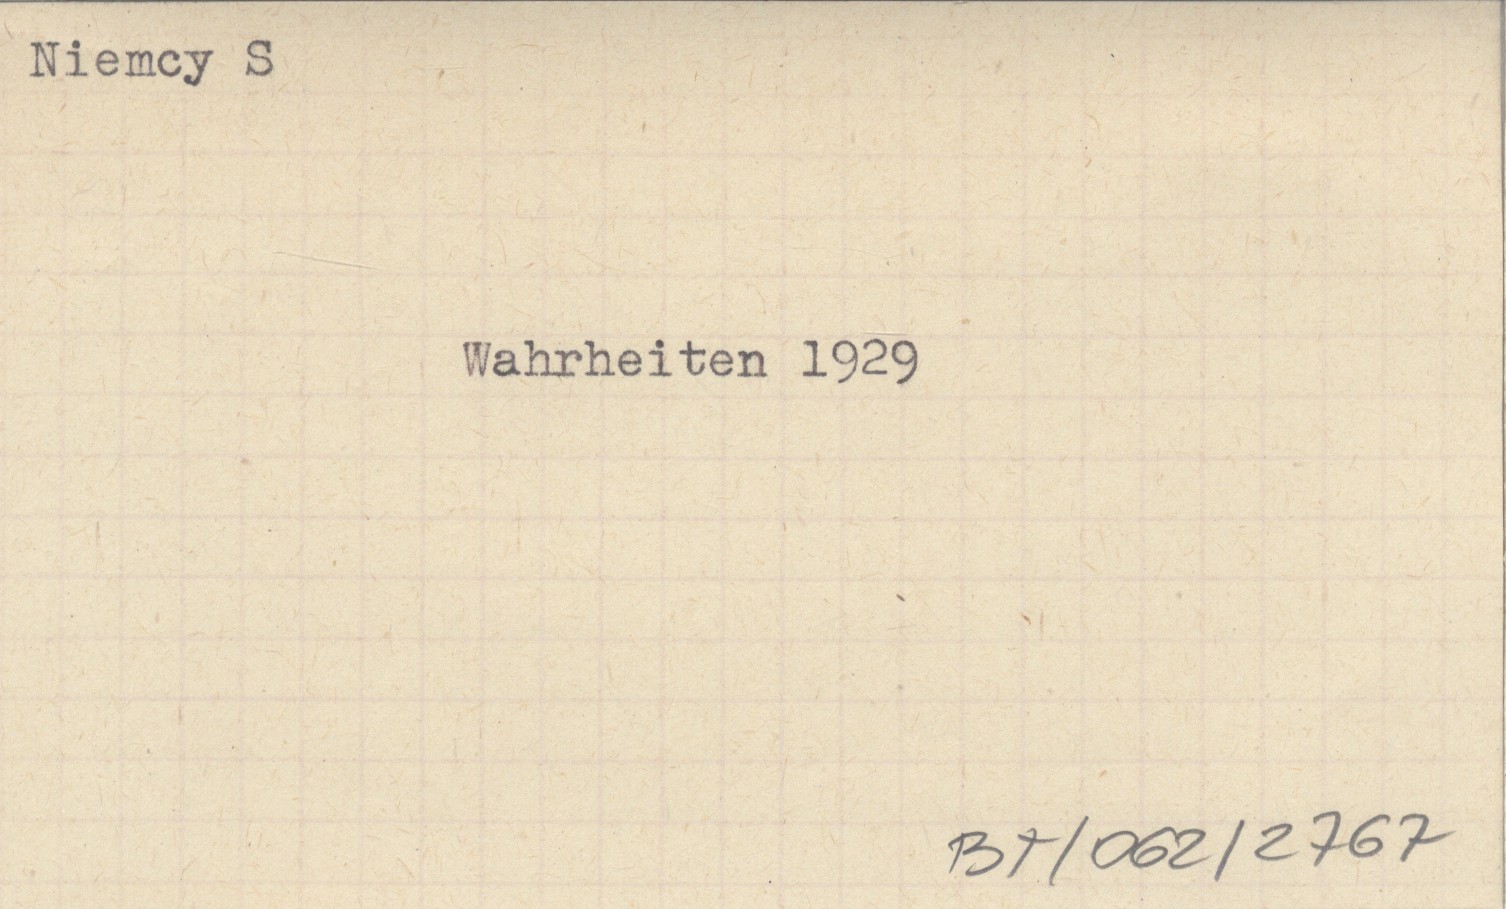 Niemcy S
Wahrheiten 1929
BT/062/2767